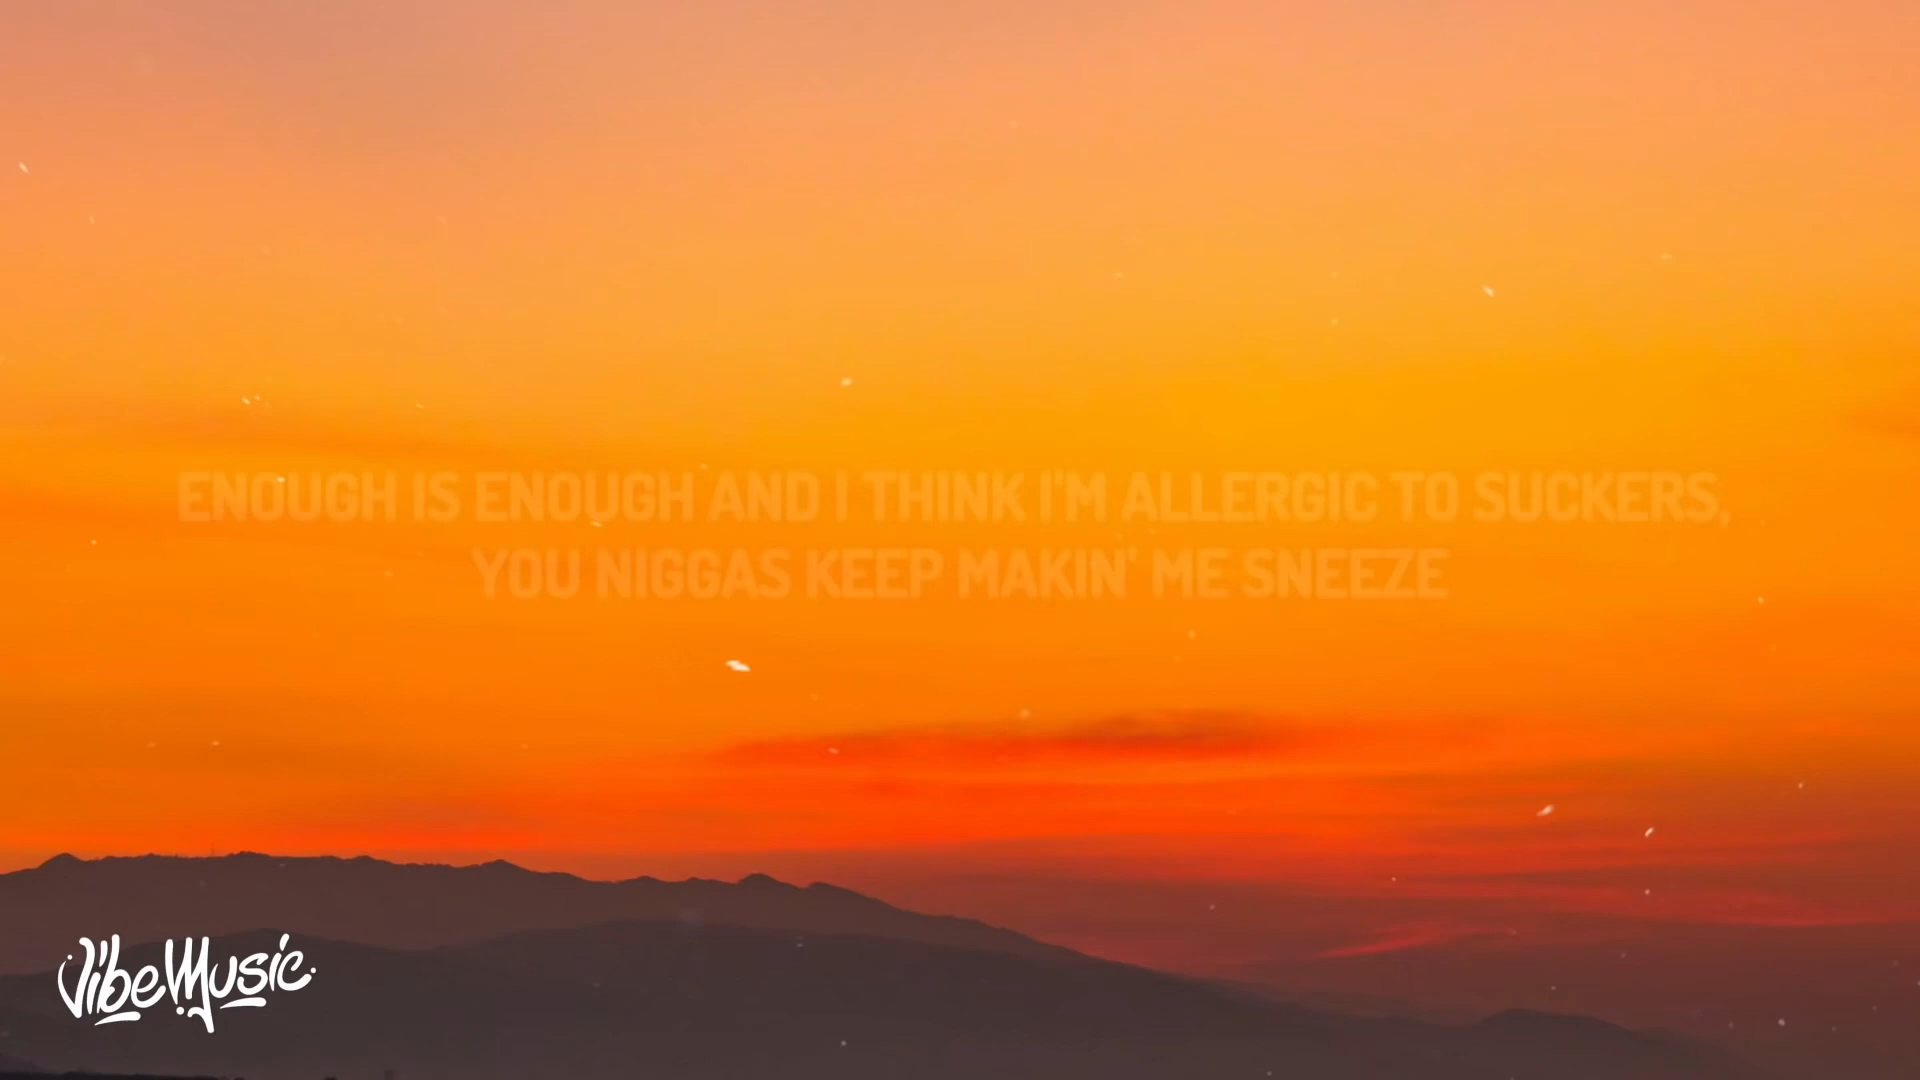 ENOUGH IS ENOUGH AND I THINK I'M ALLERGIC TO SUCKERS,
YOU NIGGAS KEEP MAKIN' ME SNEEZE
VibeMusic